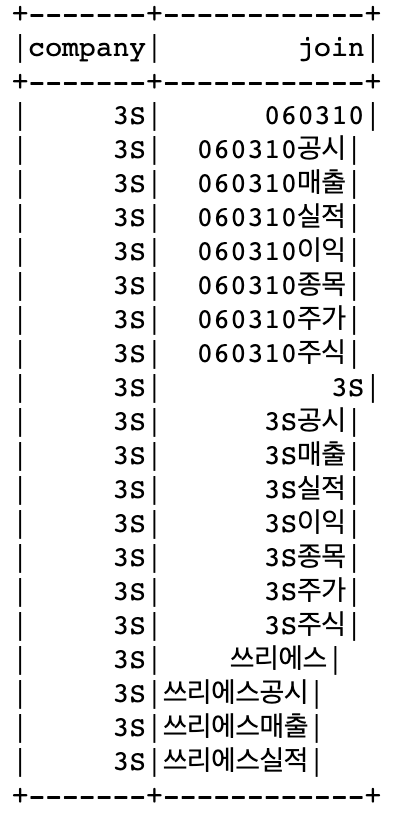 +-------+------------+
|company|        join|
+-------+------------+
|     3S|      060310|
|     3S|  060310공시|
|     3S|  060310매출|
|     3S|  060310실적|
|     3S|  060310이익|
|     3S|  060310종목|
|     3S|  060310주가|
|     3S|  060310주식|
|     3S|          3S|
|     3S|      3S공시|
|     3S|      3S매출|
|     3S|      3S실적|
|     3S|      3S이익|
|     3S|      3S종목|
|     3S|      3S주가|
|     3S|      3S주식|
|     3S|    쓰리에스|
|     3S|쓰리에스공시|
|     3S|쓰리에스매출|
|     3S|쓰리에스실적|
+-------+------------+